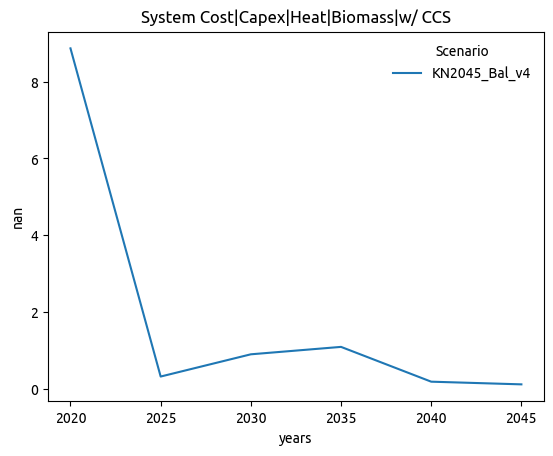 System Cost|Capex|Heat|Biomass|w/ CCS
Scenario
KN2045_Bal_v4
nan
8
6
4
2
0
2020 2025 2030 2035 2040 2045
years